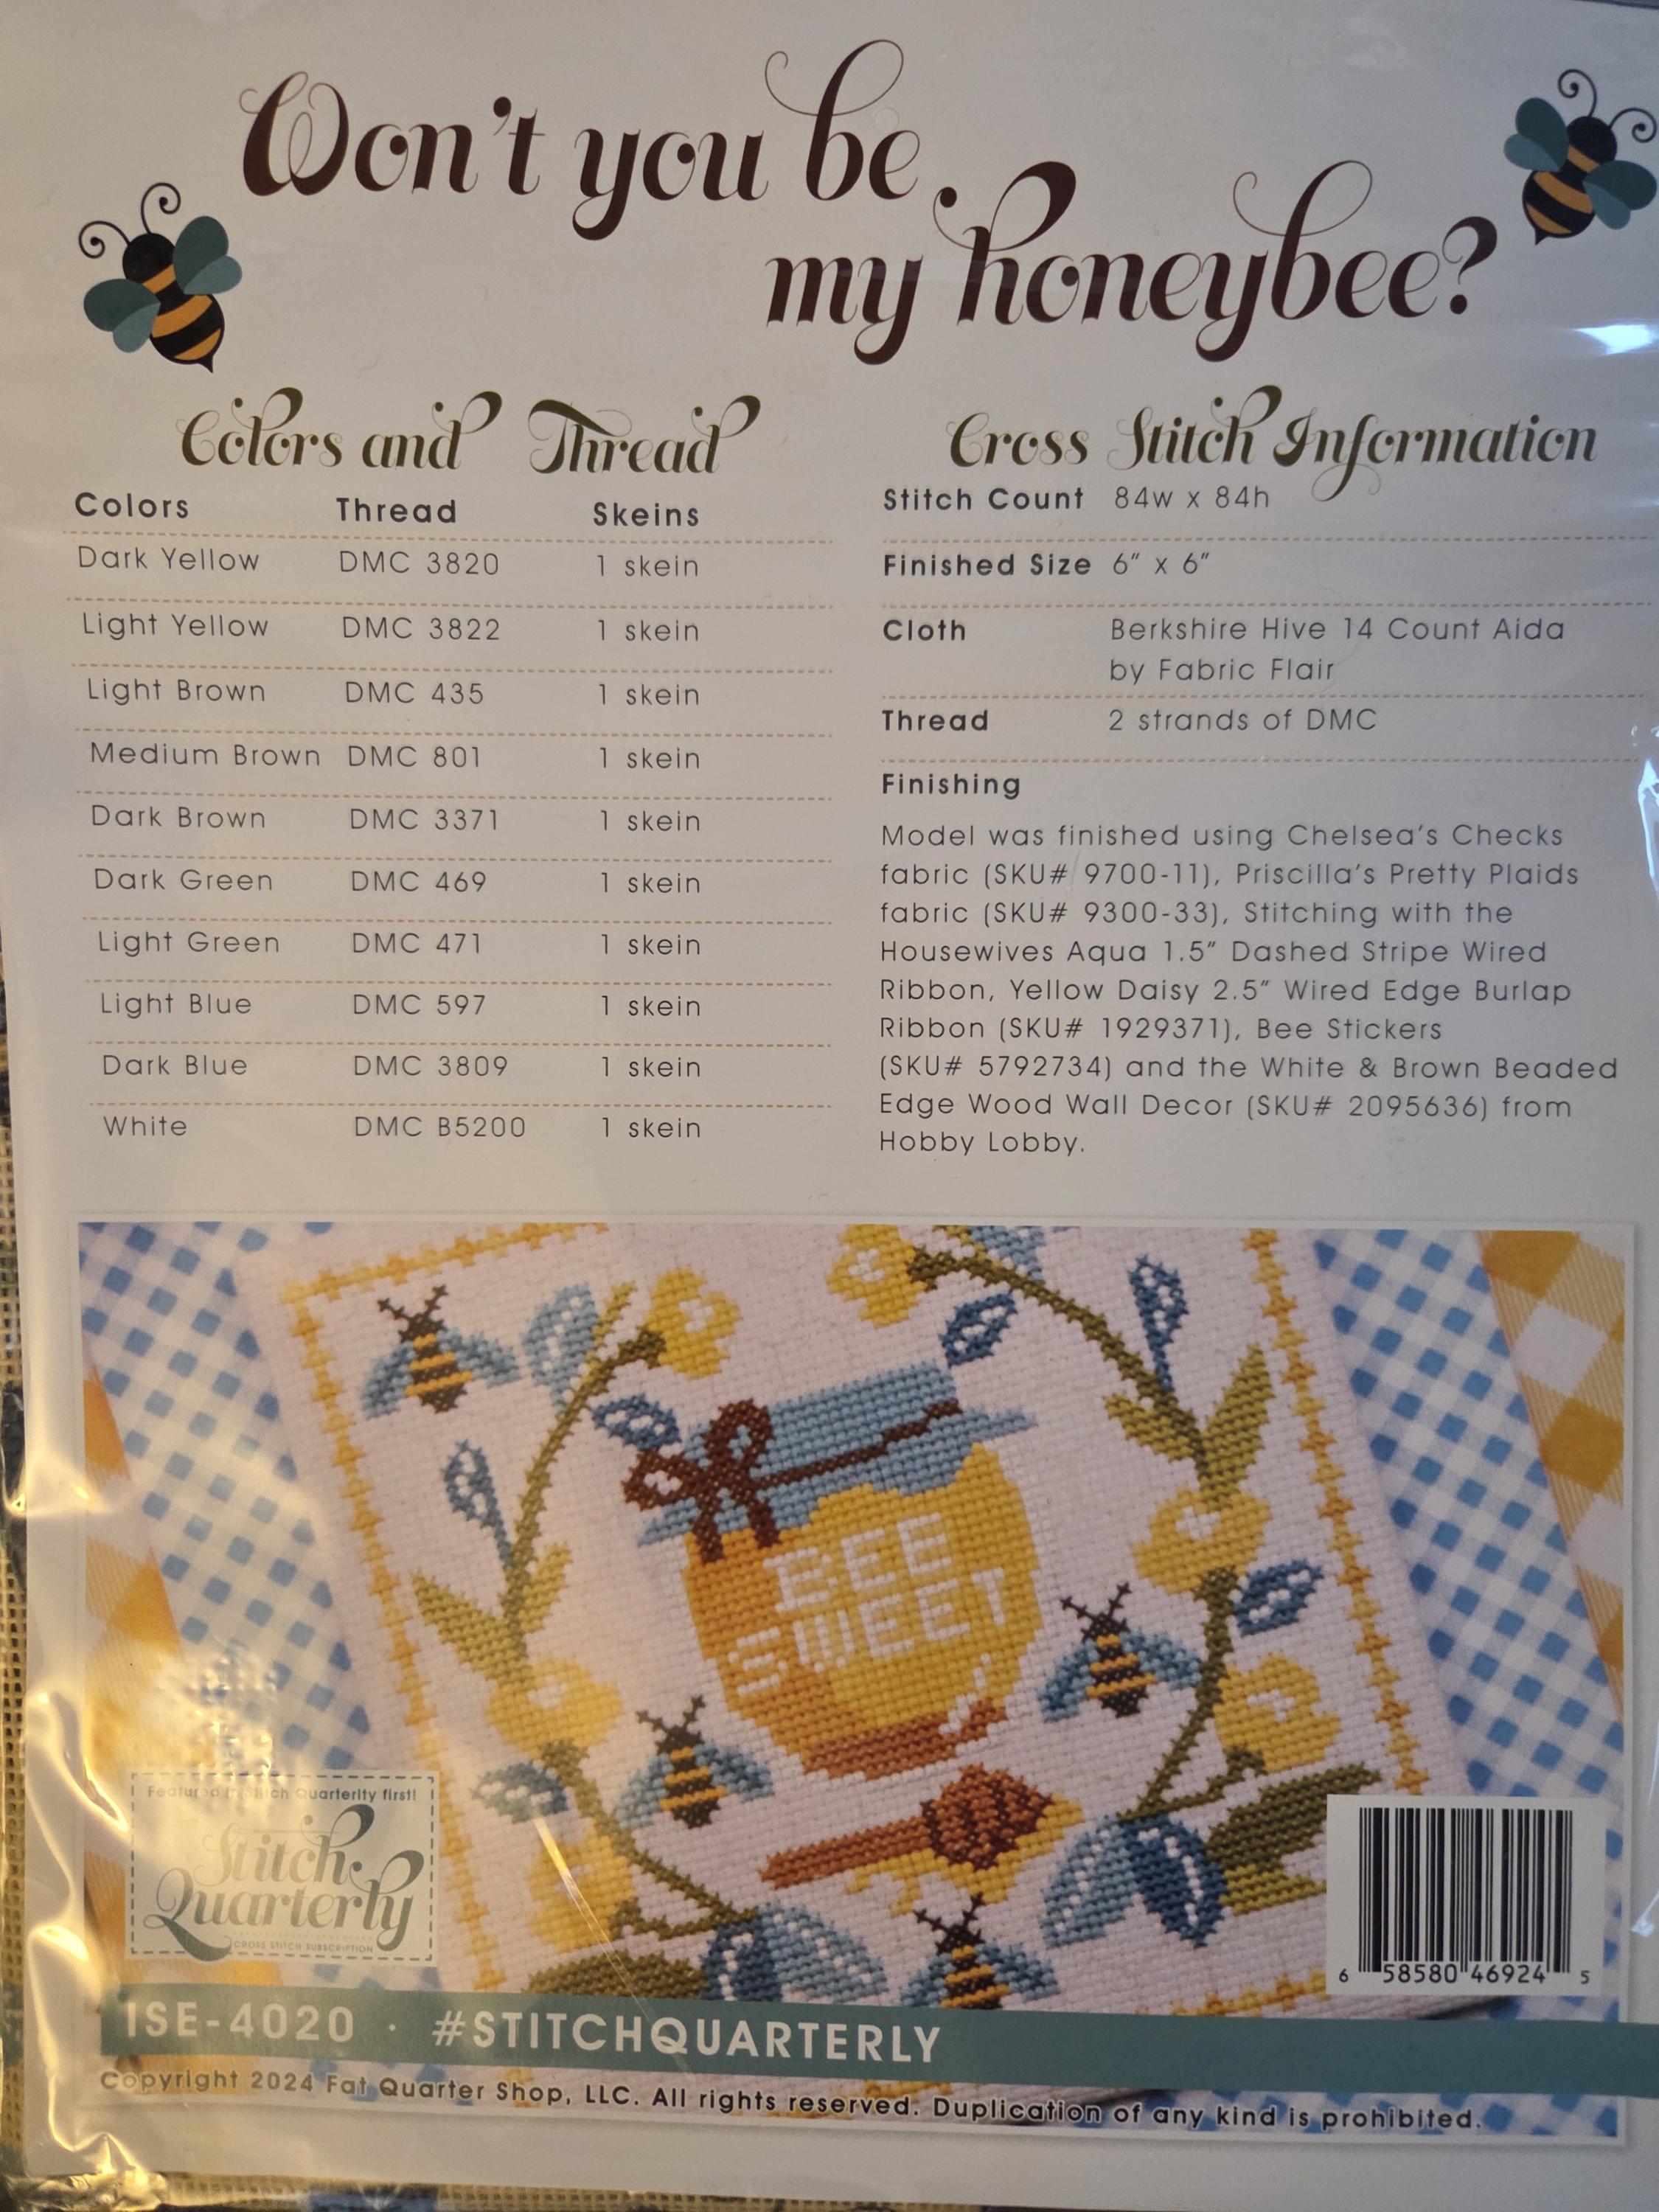 Won't you be
my honeybee?
Colors and Thread
Colors Thread Skeins
Dark Yellow DMC 3820 1 skein
Light Yellow DMC 3822 1 skein
Light Brown DMC 435 1 skein
Medium Brown DMC 801 1 skein
Dark Brown DMC 3371 1 skein
Dark Green DMC 469 1 skein
Light Green DMC 471 1 skein
Light Blue DMC 597 1 skein
Dark Blue DMC 3809 1 skein
White DMC B5200 1 skein
Cross Stitch Information
Stitch Count 84w x 84h
Finished Size 6" x 6"
Cloth Berkshire Hive 14 Count Aida
by Fabric Flair
Thread 2 strands of DMC
Finishing
Model was finished using Chelsea's Checks
fabric (SKU# 9700-11), Priscilla's Pretty Plaids
fabric (SKU# 9300-33), Stitching with the
Housewives Aqua 1.5" Dashed Stripe Wired
Ribbon, Yellow Daisy 2.5" Wired Edge Burlap
Ribbon (SKU# 1929371), Bee Stickers
(SKU# 5792734) and the White & Brown Beaded
Edge Wood Wall Decor (SKU# 2095636) from
Hobby Lobby.
BEE
SWEET
Featured in Stitch Quarterlty first!
Stitch
Quarterly
CROSS STITCH SUBSCRIPTION
6 58580 46924 5
ISE-4020 · #STITCHQUARTERLY
Copyright 2024 Fat Quarter Shop, LLC. All rights reserved. Duplication of any kind is prohibited.